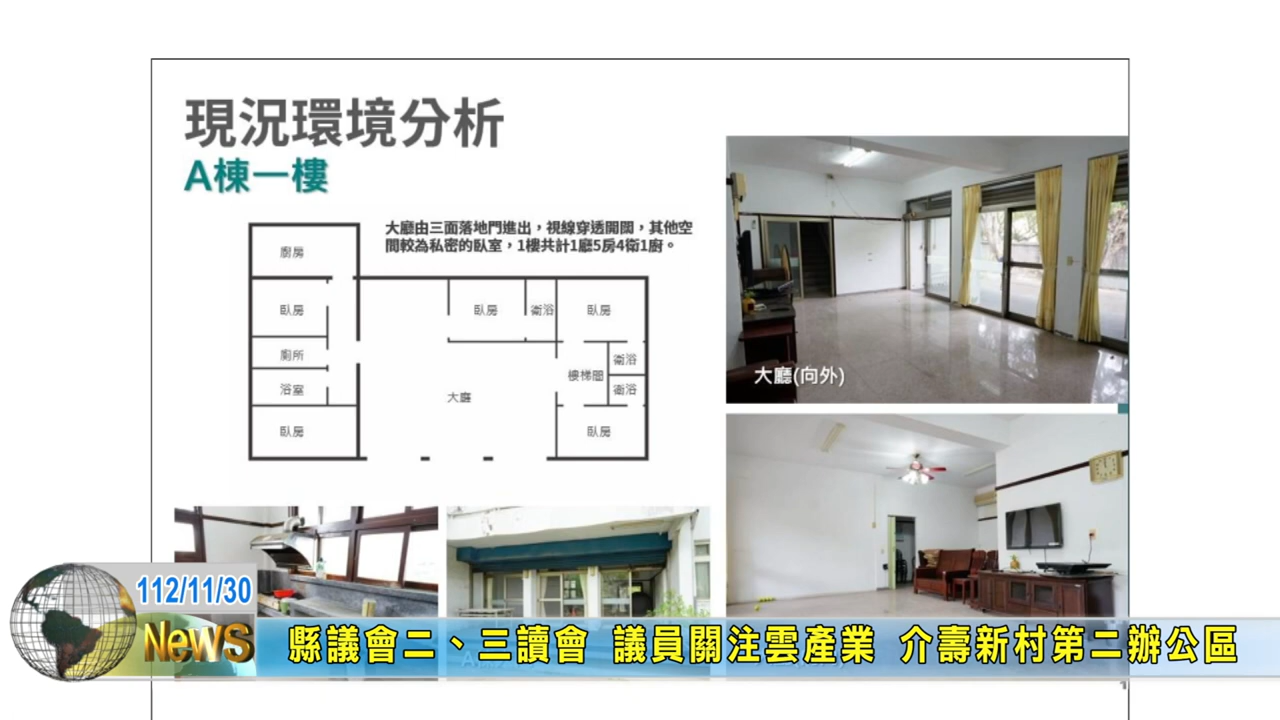 現況環境分析
A棟一樓
大廳由三面落地門進出，視線穿透開闊，其他空
間較為私密的臥室，1樓共計1廳5房4衛1廚。
廚房
臥房
臥房
衛浴
臥房
廁所
衛浴
樓梯間
浴室
衛浴
大廳
臥房
臥房
大廳(向外)
112/11/30
News
縣議會二、三讀會 議員關注雲產業 介壽新村第二辦公區